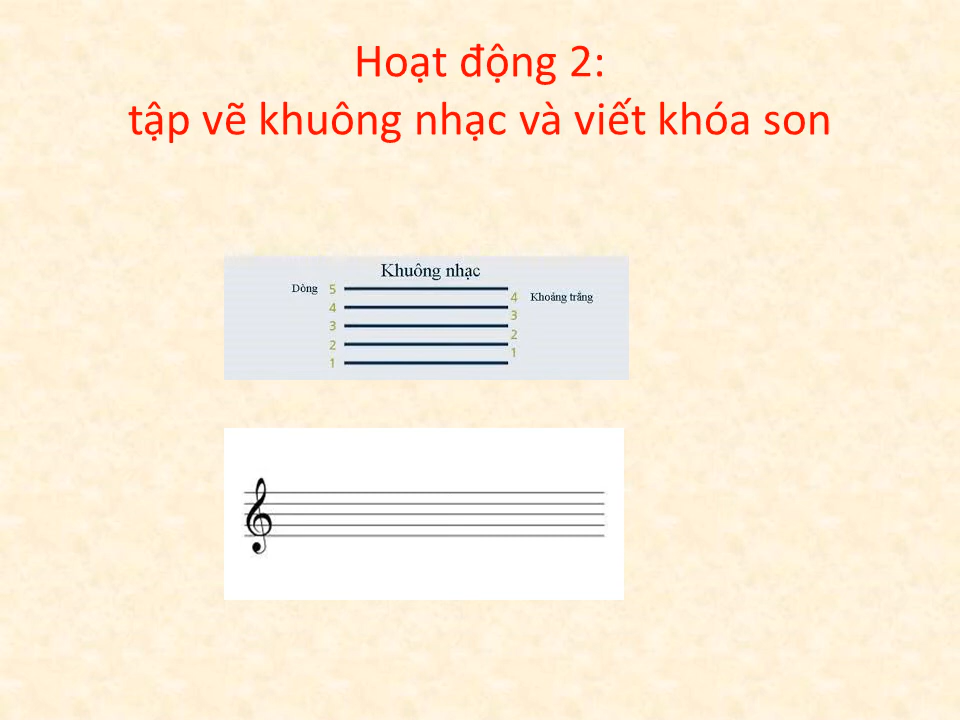 Hoạt động 2:
tập vẽ khuông nhạc và viết khóa son
Khuông nhạc
Dòng 5
4 Khoảng trắng
4
3
3
2
2
1
1